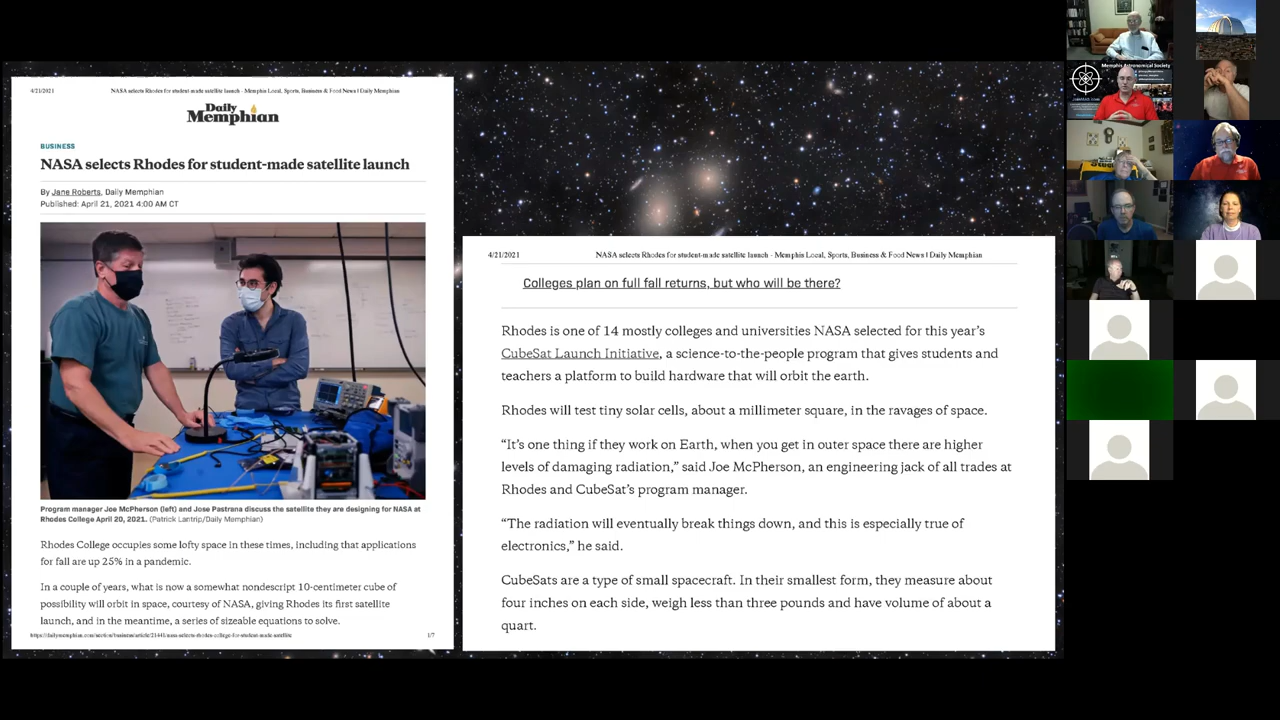 4/21/2021 NASA selects Rhodes for student-made satellite launch - Memphis Local, Sports, Business & Food News | Daily Memphian
Daily
Memphian
BUSINESS
NASA selects Rhodes for student-made satellite launch
By Jane Roberts, Daily Memphian
Published: April 21, 2021 4:00 AM CT
Program manager Joe McPherson (left) and Jose Pastrana discuss the satellite they are designing for NASA at
Rhodes College April 20, 2021. (Patrick Lantrip/Daily Memphian)
Rhodes College occupies some lofty space in these times, including that applications
for fall are up 25% in a pandemic.
In a couple of years, what is now a somewhat nondescript 10-centimeter cube of
possibility will orbit in space, courtesy of NASA, giving Rhodes its first satellite
launch, and in the meantime, a series of sizeable equations to solve.
1/7
4/21/2021 NASA selects Rhodes for student-made satellite launch - Memphis Local, Sports, Business & Food News | Daily Memphian
Colleges plan on full fall returns, but who will be there?
Rhodes is one of 14 mostly colleges and universities NASA selected for this year's
CubeSat Launch Initiative, a science-to-the-people program that gives students and
teachers a platform to build hardware that will orbit the earth.
Rhodes will test tiny solar cells, about a millimeter square, in the ravages of space.
“It's one thing if they work on Earth, when you get in outer space there are higher
levels of damaging radiation,” said Joe McPherson, an engineering jack of all trades at
Rhodes and CubeSat's program manager.
“The radiation will eventually break things down, and this is especially true of
electronics,” he said.
CubeSats are a type of small spacecraft. In their smallest form, they measure about
four inches on each side, weigh less than three pounds and have volume of about a
quart.
Memphis Astronomical Society